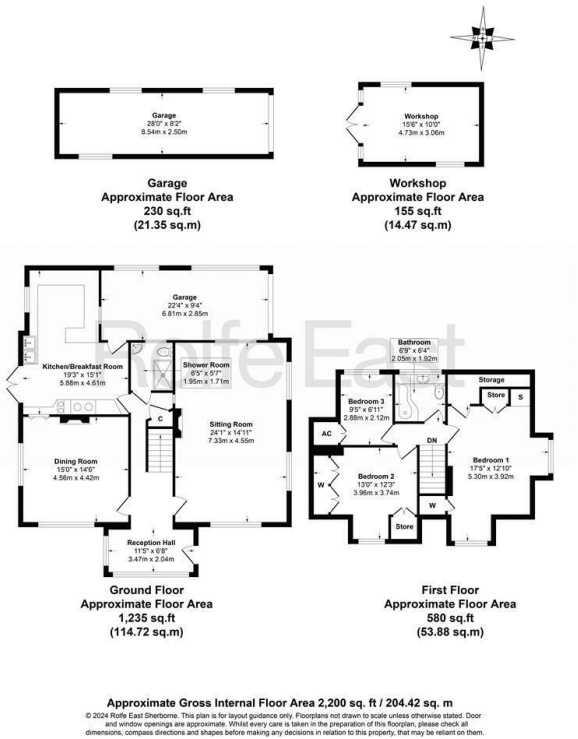 Garage
28'0" x 8'2"
8.54m x 2.50m
Workshop
15'6" x 10'0"
4.73m x 3.06m
Garage
Approximate Floor Area
230 sq.ft
(21.35 sq.m)
Workshop
Approximate Floor Area
155 sq.ft
(14.47 sq.m)
Rolfe East
Garage
22'4" x 9'4"
6.81m x 2.85m
Kitchen/Breakfast Room
19'3" x 15'1"
5.88m x 4.61m
Shower Room
6'5" x 5'7"
1.95m x 1.71m
C
Sitting Room
24'1" x 14'11"
7.33m x 4.55m
Dining Room
15'0" x 14'6"
4.56m x 4.42m
Reception Hall
11'5" x 6'8"
3.47m x 2.04m
Bathroom
6'9" x 6'4"
2.05m x 1.92m
Storage
Store
S
Bedroom 3
9'5" x 6'11"
2.88m x 2.12m
AC
DN
Bedroom 1
17'5" x 12'10"
5.30m x 3.92m
W
Bedroom 2
13'0" x 12'3"
3.96m x 3.74m
W
Store
Ground Floor
Approximate Floor Area
1,235 sq.ft
(114.72 sq.m)
First Floor
Approximate Floor Area
580 sq.ft
(53.88 sq.m)
Approximate Gross Internal Floor Area 2,200 sq. ft / 204.42 sq. m
© 2024 Rolfe East Sherborne. This plan is for layout guidance only. Floorplans not drawn to scale unless otherwise stated. Door
and window openings are approximate. Whilst every care is taken in the preparation of this floorplan, please check all
dimensions, compass directions and shapes before making any decisions in relation to this property, that may be reliant on them.